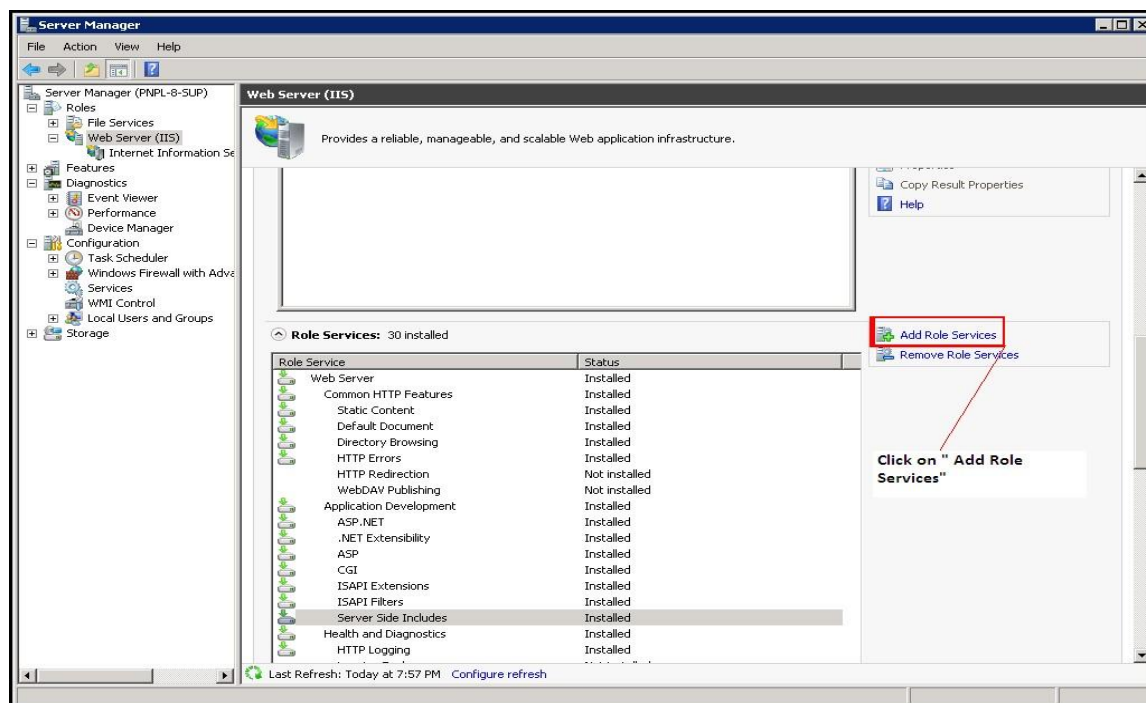 Server Manager
File Action View Help
Server Manager (PNPL-8-SUP)
Roles
File Services
Web Server (IIS)
Internet Information Se
Features
Diagnostics
Event Viewer
Performance
Device Manager
Configuration
Task Scheduler
Windows Firewall with Adva
Services
WMI Control
Local Users and Groups
Storage
Web Server (IIS)
Provides a reliable, manageable, and scalable Web application infrastructure.
Properties
Copy Result Properties
Help
Role Services: 30 installed
Add Role Services
Remove Role Services
Role Service Status
Web Server Installed
Common HTTP Features Installed
Static Content Installed
Default Document Installed
Directory Browsing Installed
HTTP Errors Installed
HTTP Redirection Not installed
WebDAV Publishing Not installed
Application Development Installed
ASP.NET Installed
.NET Extensibility Installed
ASP Installed
CGI Installed
ISAPI Extensions Installed
ISAPI Filters Installed
Server Side Includes Installed
Health and Diagnostics Installed
HTTP Logging Installed
Click on " Add Role
Services"
Last Refresh: Today at 7:57 PM Configure refresh